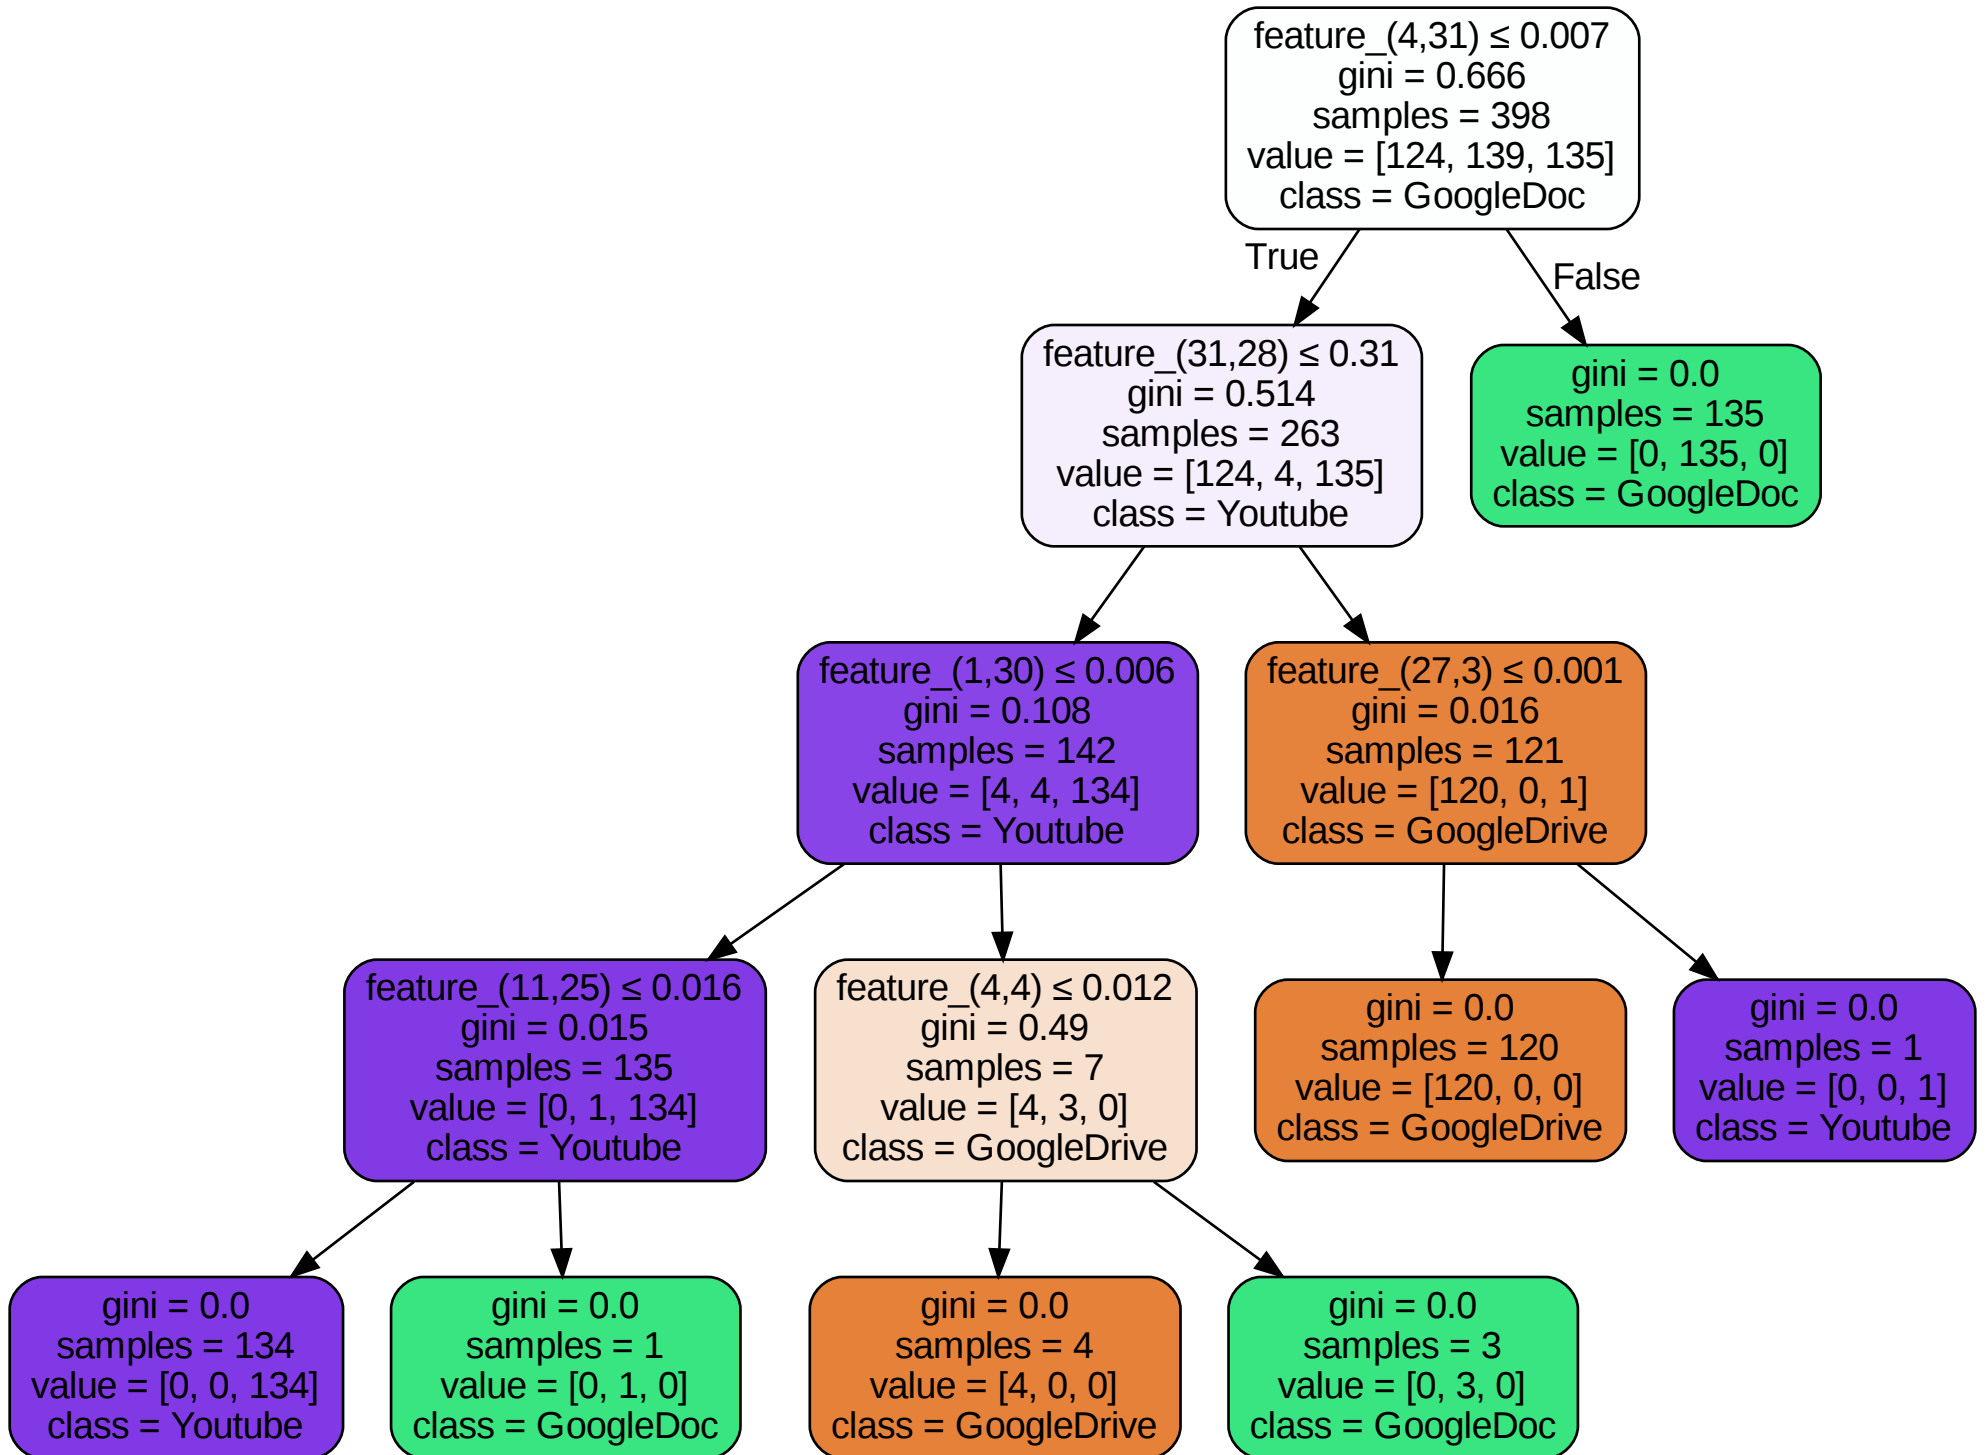 feature_(4,31) ≤ 0.007
gini = 0.666
samples = 398
value = [124, 139, 135]
class = GoogleDoc
True
False
feature_(31,28) ≤ 0.31
gini = 0.514
samples = 263
value = [124, 4, 135]
class = Youtube
gini = 0.0
samples = 135
value = [0, 135, 0]
class = GoogleDoc
feature_(1,30) ≤ 0.006
gini = 0.108
samples = 142
value = [4, 4, 134]
class = Youtube
feature_(27,3) ≤ 0.001
gini = 0.016
samples = 121
value = [120, 0, 1]
class = GoogleDrive
feature_(11,25) ≤ 0.016
gini = 0.015
samples = 135
value = [0, 1, 134]
class = Youtube
feature_(4,4) ≤ 0.012
gini = 0.49
samples = 7
value = [4, 3, 0]
class = GoogleDrive
gini = 0.0
samples = 120
value = [120, 0, 0]
class = GoogleDrive
gini = 0.0
samples = 1
value = [0, 0, 1]
class = Youtube
gini = 0.0
samples = 134
value = [0, 0, 134]
class = Youtube
gini = 0.0
samples = 1
value = [0, 1, 0]
class = GoogleDoc
gini = 0.0
samples = 4
value = [4, 0, 0]
class = GoogleDrive
gini = 0.0
samples = 3
value = [0, 3, 0]
class = GoogleDoc